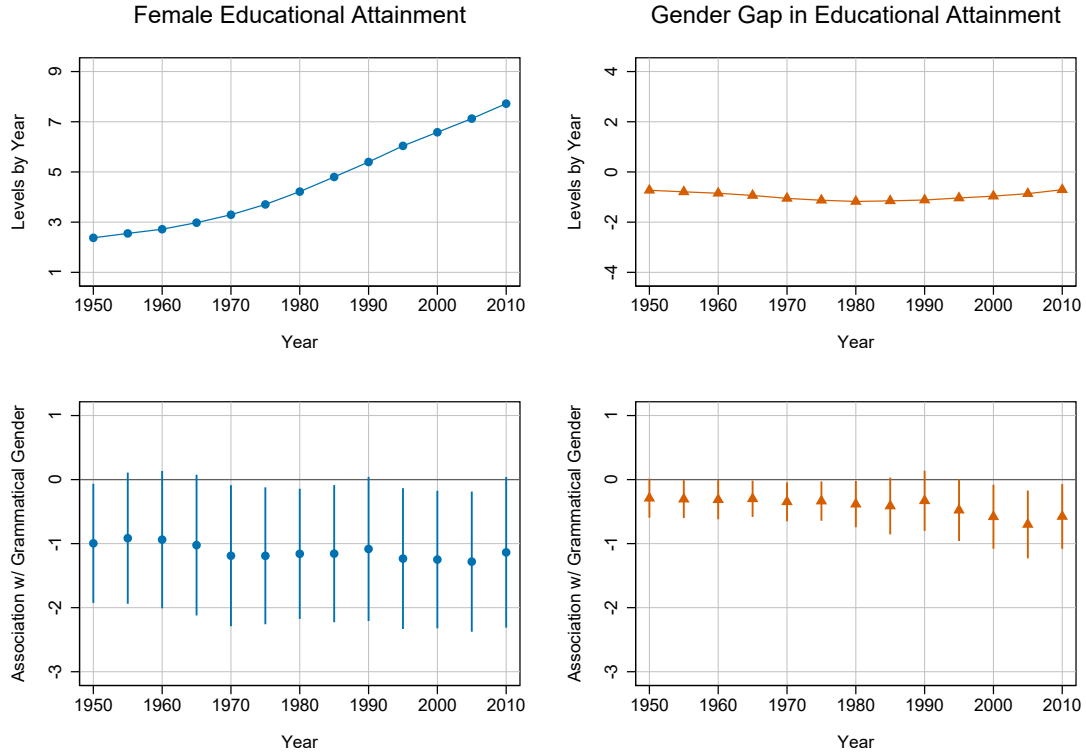 Female Educational Attainment
Levels by Year
9
7
5
3
1
1950 1960 1970 1980 1990 2000 2010
Year
Gender Gap in Educational Attainment
Levels by Year
4
2
0
-2
-4
1950 1960 1970 1980 1990 2000 2010
Year
Association w/ Grammatical Gender
1
0
-1
-2
-3
1950 1960 1970 1980 1990 2000 2010
Year
Association w/ Grammatical Gender
1
0
-1
-2
-3
1950 1960 1970 1980 1990 2000 2010
Year